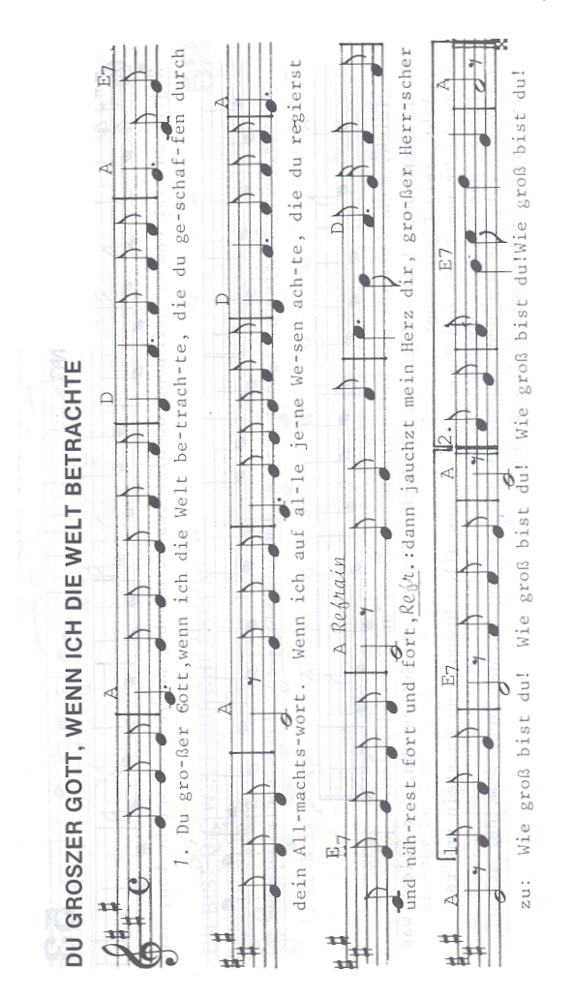 DU GROSZER GOTT, WENN ICH DIE WELT BETRACHTE
A D A E7
1. Du gro-ßer Gott,wenn ich die Welt be-trach-te, die du ge-schaf-fen durch
A D A
dein All-machts-wort. Wenn ich auf al-le je-ne We-sen ach-te, die du regierst
E7 A Refrain D
und näh-rest fort und fort,Refr.:dann jauchzt mein Herz dir, gro-ßer Herr-scher
A 1. E7 A 2. E7 A
zu: Wie groß bist du! Wie groß bist du! Wie groß bist du!Wie groß bist du!